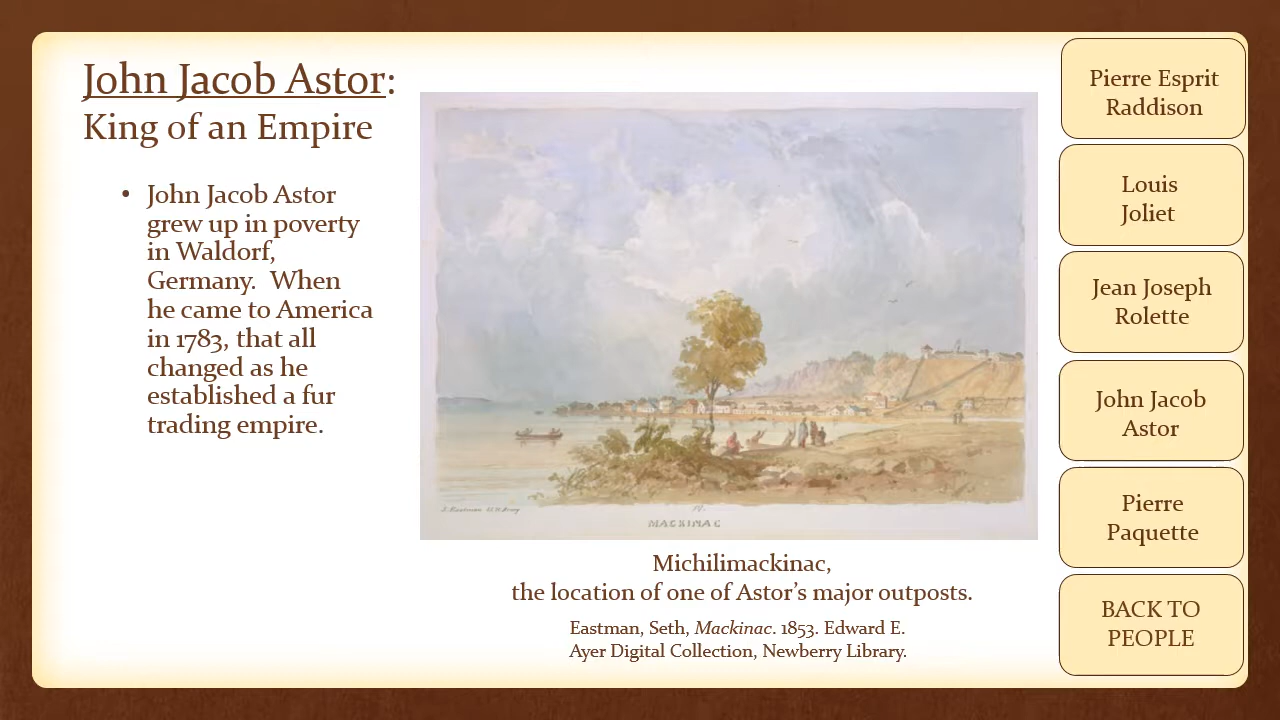 John Jacob Astor:
King of an Empire
• John Jacob Astor
grew up in poverty
in Waldorf,
Germany. When
he came to America
in 1783, that all
changed as he
established a fur
trading empire.
S. Eastman U.S. Army
MACKINAC
Michilimackinac,
the location of one of Astor’s major outposts.
Eastman, Seth, Mackinac. 1853. Edward E.
Ayer Digital Collection, Newberry Library.
Pierre Esprit
Raddison
Louis
Joliet
Jean Joseph
Rolette
John Jacob
Astor
Pierre
Paquette
BACK TO
PEOPLE